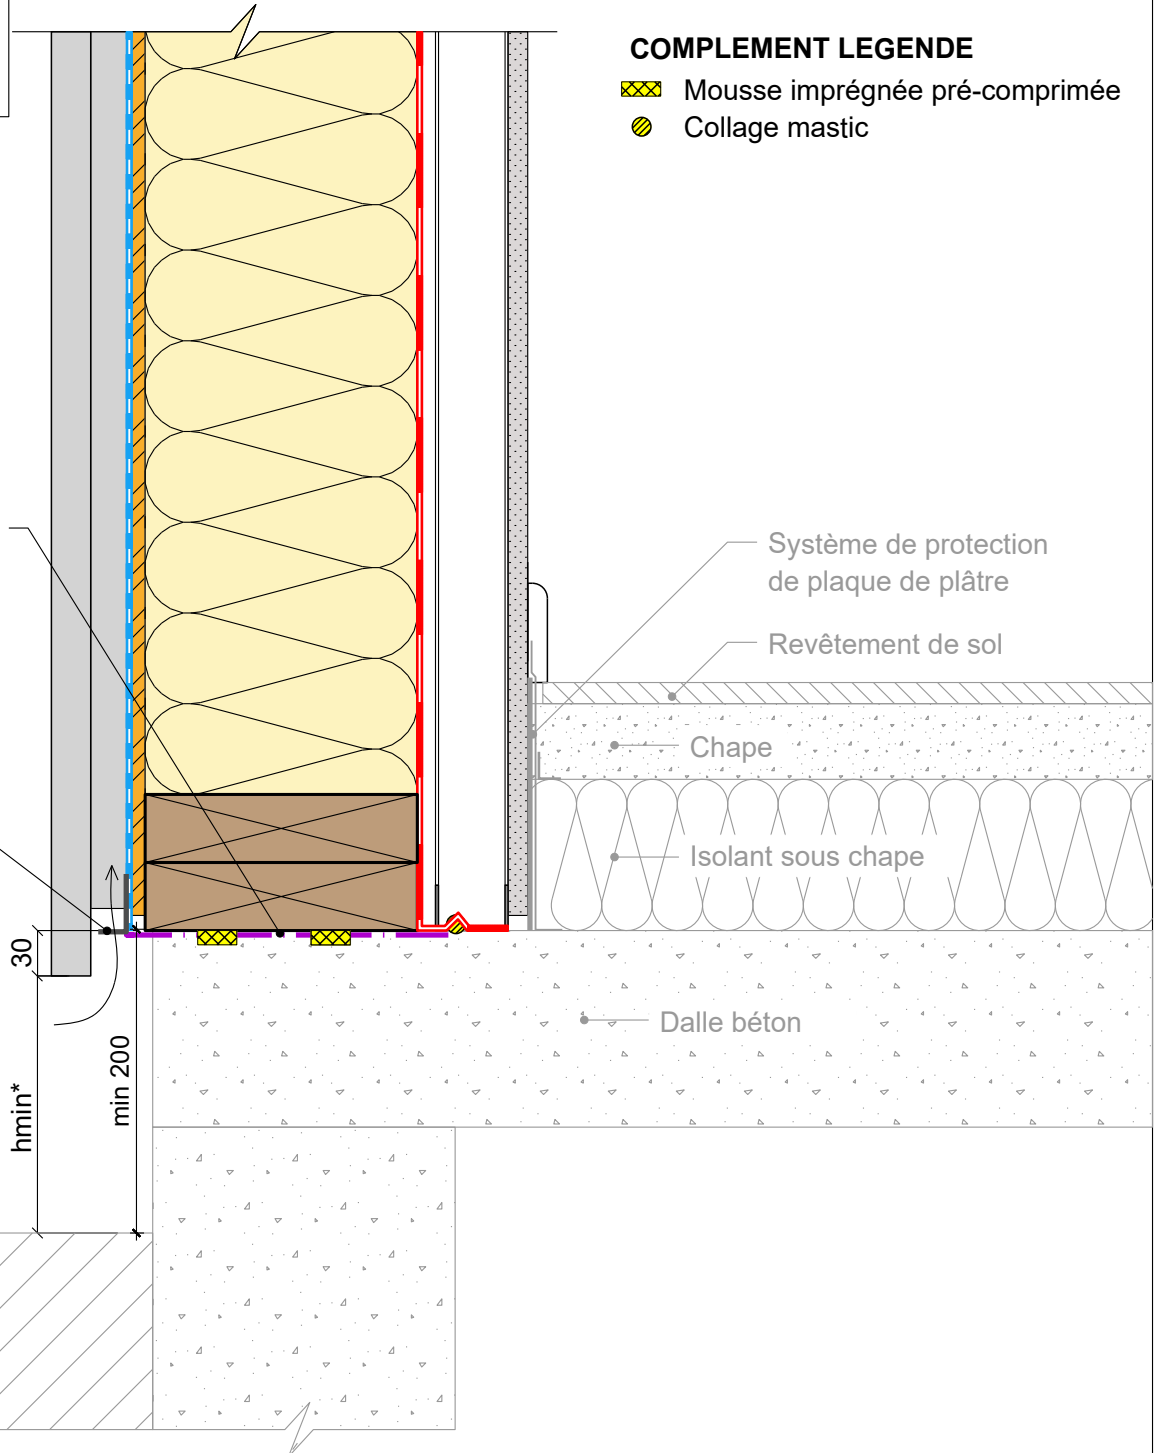 COMPLEMENT LEGENDE
Mousse imprégnée pré-comprimée
Collage mastic
Système de protection
de plaque de plâtre
Revêtement de sol
Chape
Isolant sous chape
Dalle béton
30
hmin*
min 200